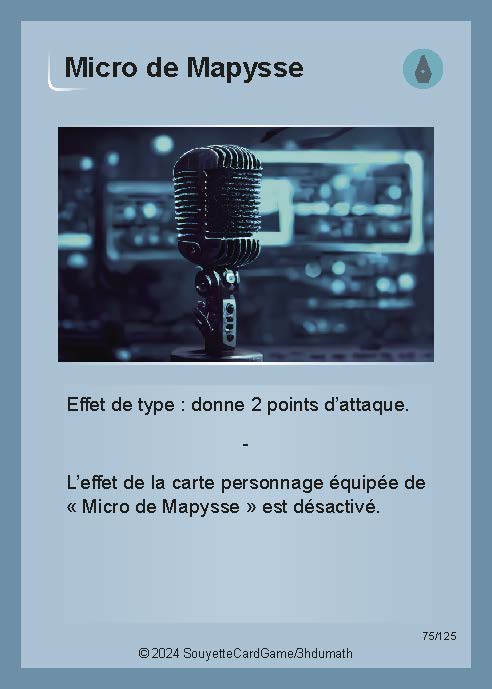 Micro de Mapysse
Effet de type : donne 2 points d'attaque.
-
L'effet de la carte personnage équipée de
« Micro de Mapysse » est désactivé.
75/125
© 2024 SouyetteCardGame/3hdumath